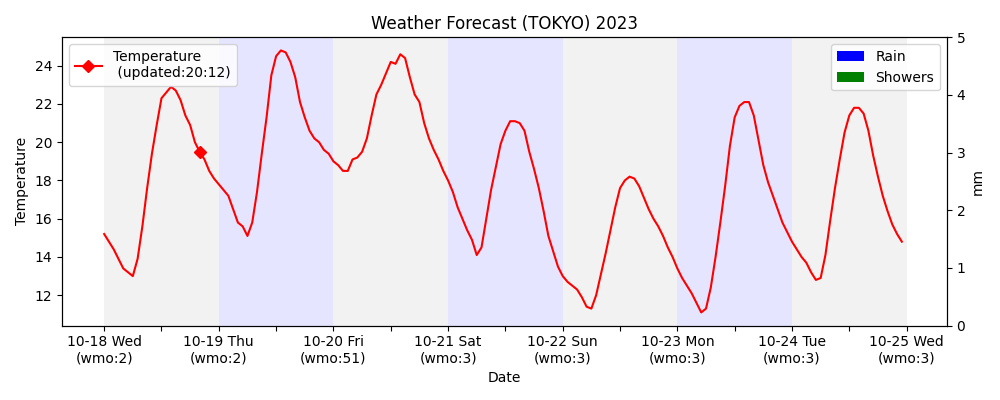 Weather Forecast (TOKYO) 2023
Temperature
(updated:20:12)
Rain
Showers
Temperature
24
22
20
18
16
14
12
5
4
3
2
1
0
mm
10-18 Wed
(wmo:2)
10-19 Thu
(wmo:2)
10-20 Fri
(wmo:51)
10-21 Sat
(wmo:3)
10-22 Sun
(wmo:3)
10-23 Mon
(wmo:3)
10-24 Tue
(wmo:3)
10-25 Wed
(wmo:3)
Date